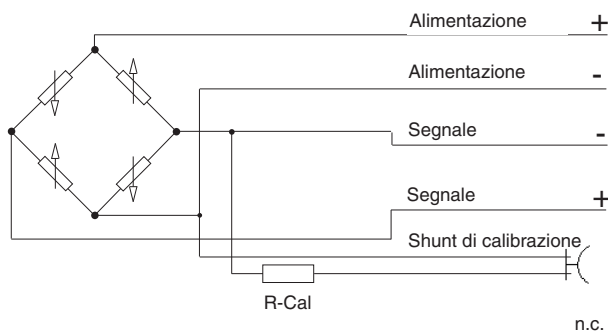 Alimentazione +
Alimentazione -
Segnale -
Segnale +
Shunt di calibrazione
R-Cal
n.c.